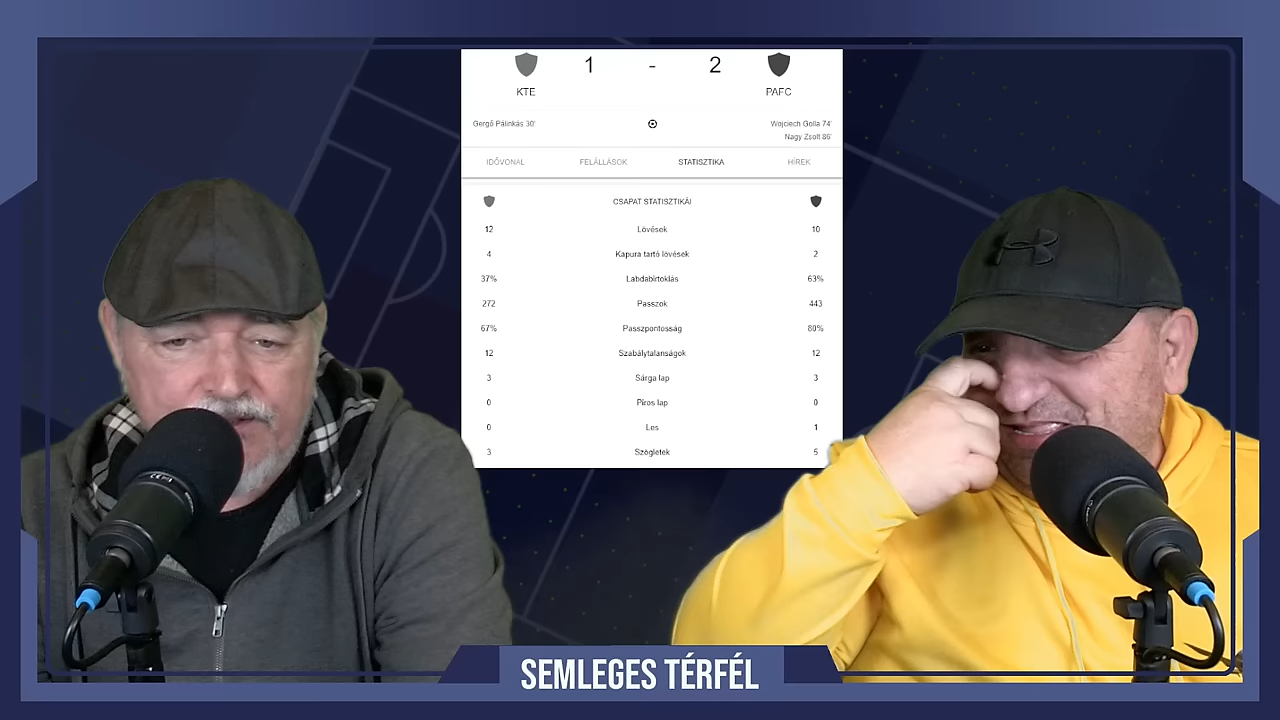 1 - 2
KTE PAFC
Gergő Pálinkás 30' Wojciech Golla 74'
Nagy Zsolt 86'
IDŐVONAL FELÁLLÁSOK STATISZTIKA HÍREK
CSAPAT STATISZTIKÁI
12 Lövések 10
4 Kapura tartó lövések 2
37% Labdabirtoklás 63%
272 Passzok 443
67% Passzpontosság 80%
12 Szabálytalanságok 12
3 Sárga lap 3
0 Piros lap 0
0 Les 1
3 Szögletek 5
SEMLEGES TÉRFÉL